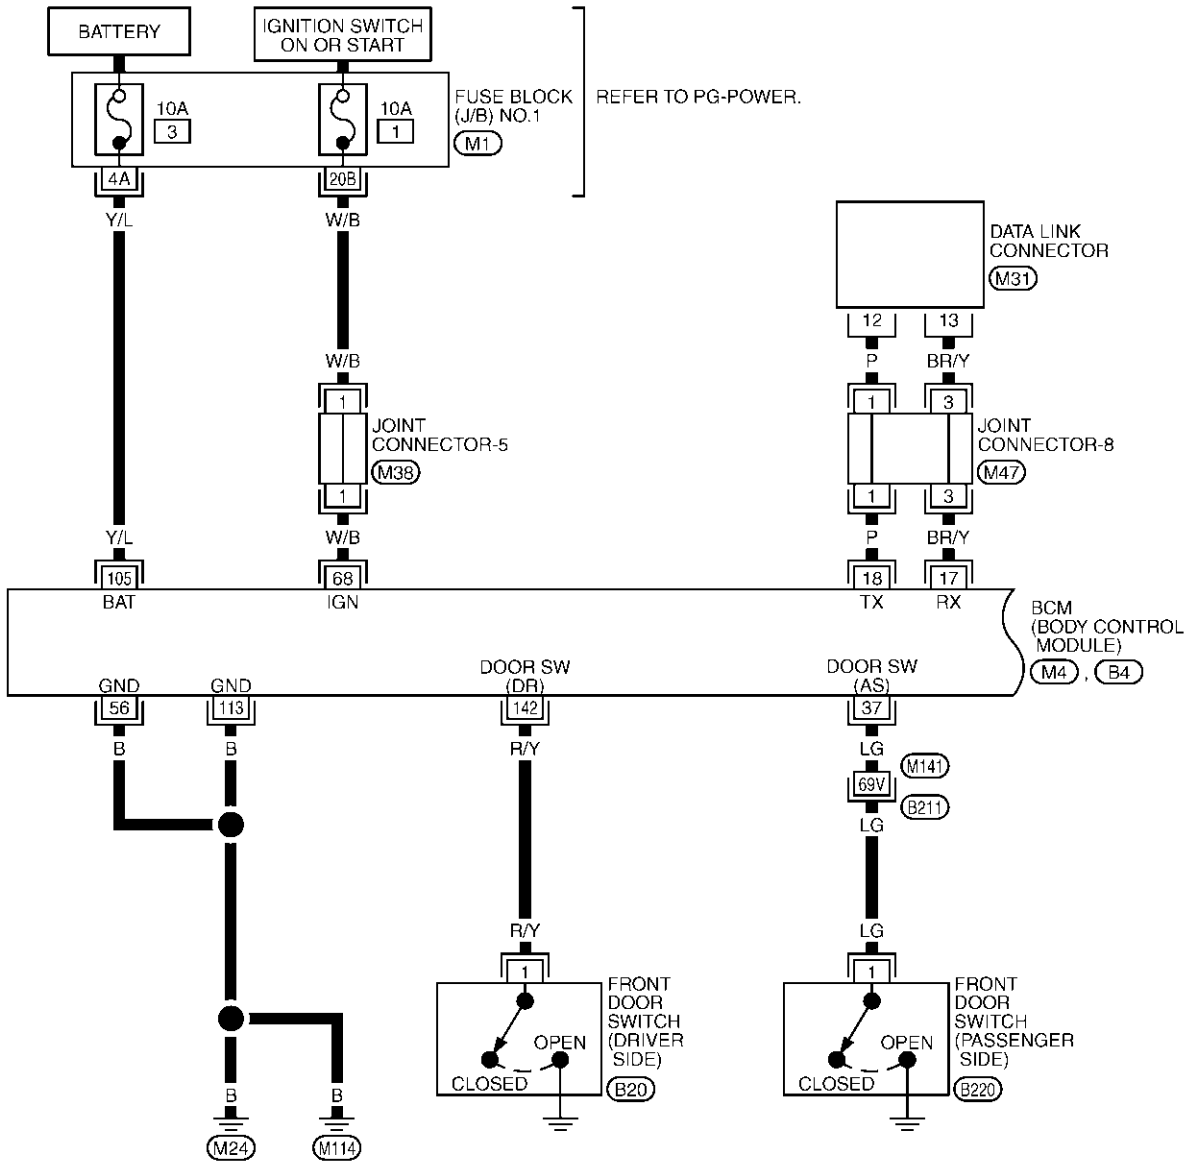 BATTERY
IGNITION SWITCH
ON OR START
10A
3
10A
1
FUSE BLOCK
(J/B) NO.1
M1
REFER TO PG-POWER.
4A
20B
Y/L
W/B
DATA LINK
CONNECTOR
M31
12
13
W/B
P
BR/Y
1
1
3
JOINT
CONNECTOR-5
M38
JOINT
CONNECTOR-8
M47
1
1
3
Y/L
W/B
P
BR/Y
105
68
18
17
BAT
IGN
TX
RX
BCM
(BODY CONTROL
MODULE)
M4 , B4
GND
GND
DOOR SW
(DR)
DOOR SW
(AS)
56
113
142
37
B
B
R/Y
LG
M141
69V
B211
LG
R/Y
LG
1
1
FRONT
DOOR
SWITCH
(DRIVER
SIDE)
B20
OPEN
CLOSED
FRONT
DOOR
SWITCH
(PASSENGER
SIDE)
B220
OPEN
CLOSED
B
B
M24
M114